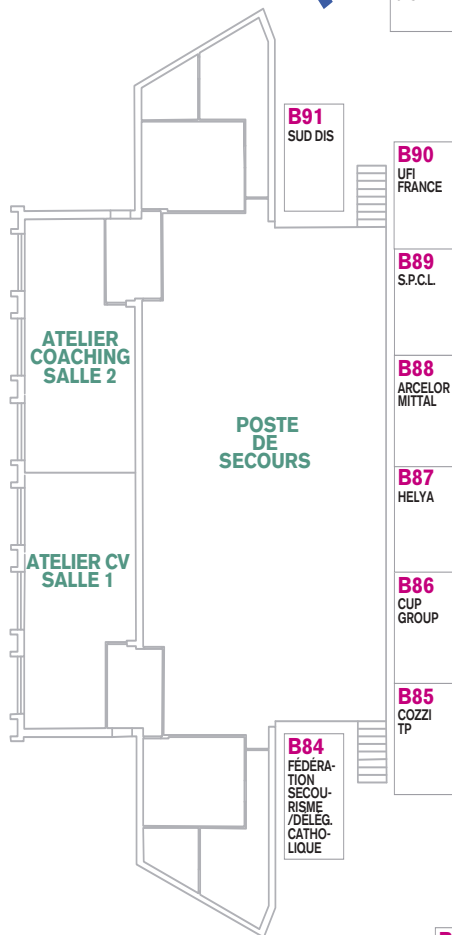 B91
SUD DIS
B90
UFI
FRANCE
B89
S.P.C.L.
ATELIER
COACHING
SALLE 2
B88
ARCELOR
MITTAL
POSTE
DE
SECOURS
B87
HELYA
ATELIER CV
SALLE 1
B86
CUP
GROUP
B85
COZZI
TP
B84
FÉDÉRA-
TION
SECOU-
RISME
/DÉLÉG.
CATHO-
LIQUE